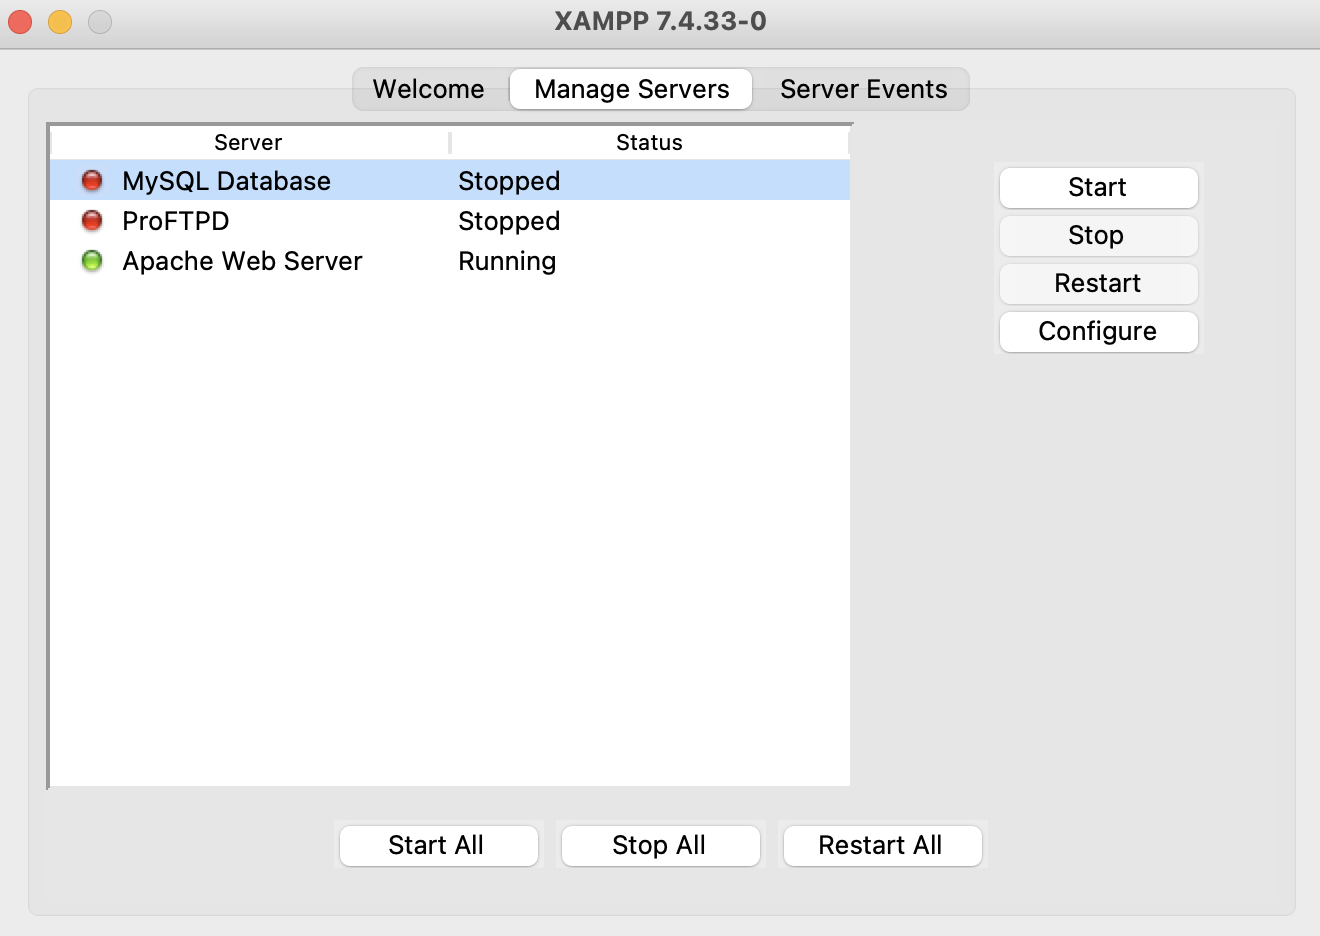 XAMPP 7.4.33-0
Welcome Manage Servers Server Events
Server Status
MySQL Database Stopped
ProFTPD Stopped
Apache Web Server Running
Start
Stop
Restart
Configure
Start All Stop All Restart All